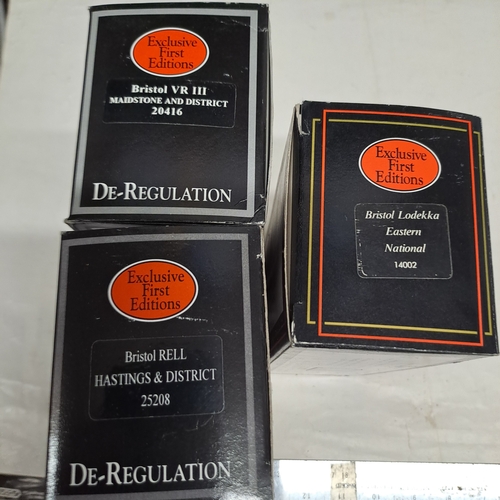 Exclusive
First
Editions
Bristol VR III
MAIDSTONE AND DISTRICT
20416
DE-REGULATION
Exclusive
First
Editions
Bristol Lodekka
Eastern
National
14002
Exclusive
First
Editions
Bristol RELL
HASTINGS & DISTRICT
25208
DE-REGULATION